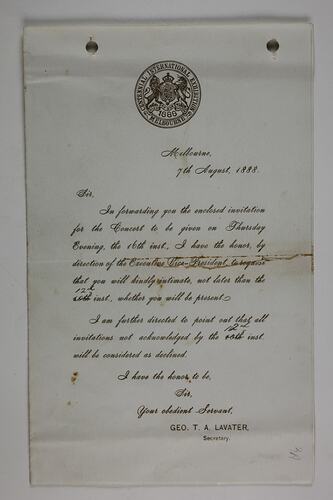 CENTENNIAL INTERNATIONAL EXHIBITION
MELBOURNE
1888
Melbourne,
7th August, 1888.
Sir,
In forwarding you the enclosed invitation
for the Concert to be given on Thursday
Evening, the 16th inst., I have the honor, by
direction of the Executive Vice-President, to
that you will kindly intimate, not later than the
12th
10th inst., whether you will be present.
I am further directed to point out that all
12th
invitations not acknowledged by the 10th inst.
will be considered as declined.
I have the honor to be,
Sir,
Your obedient Servant,
GEO. T. A. LAVATER,
Secretary.